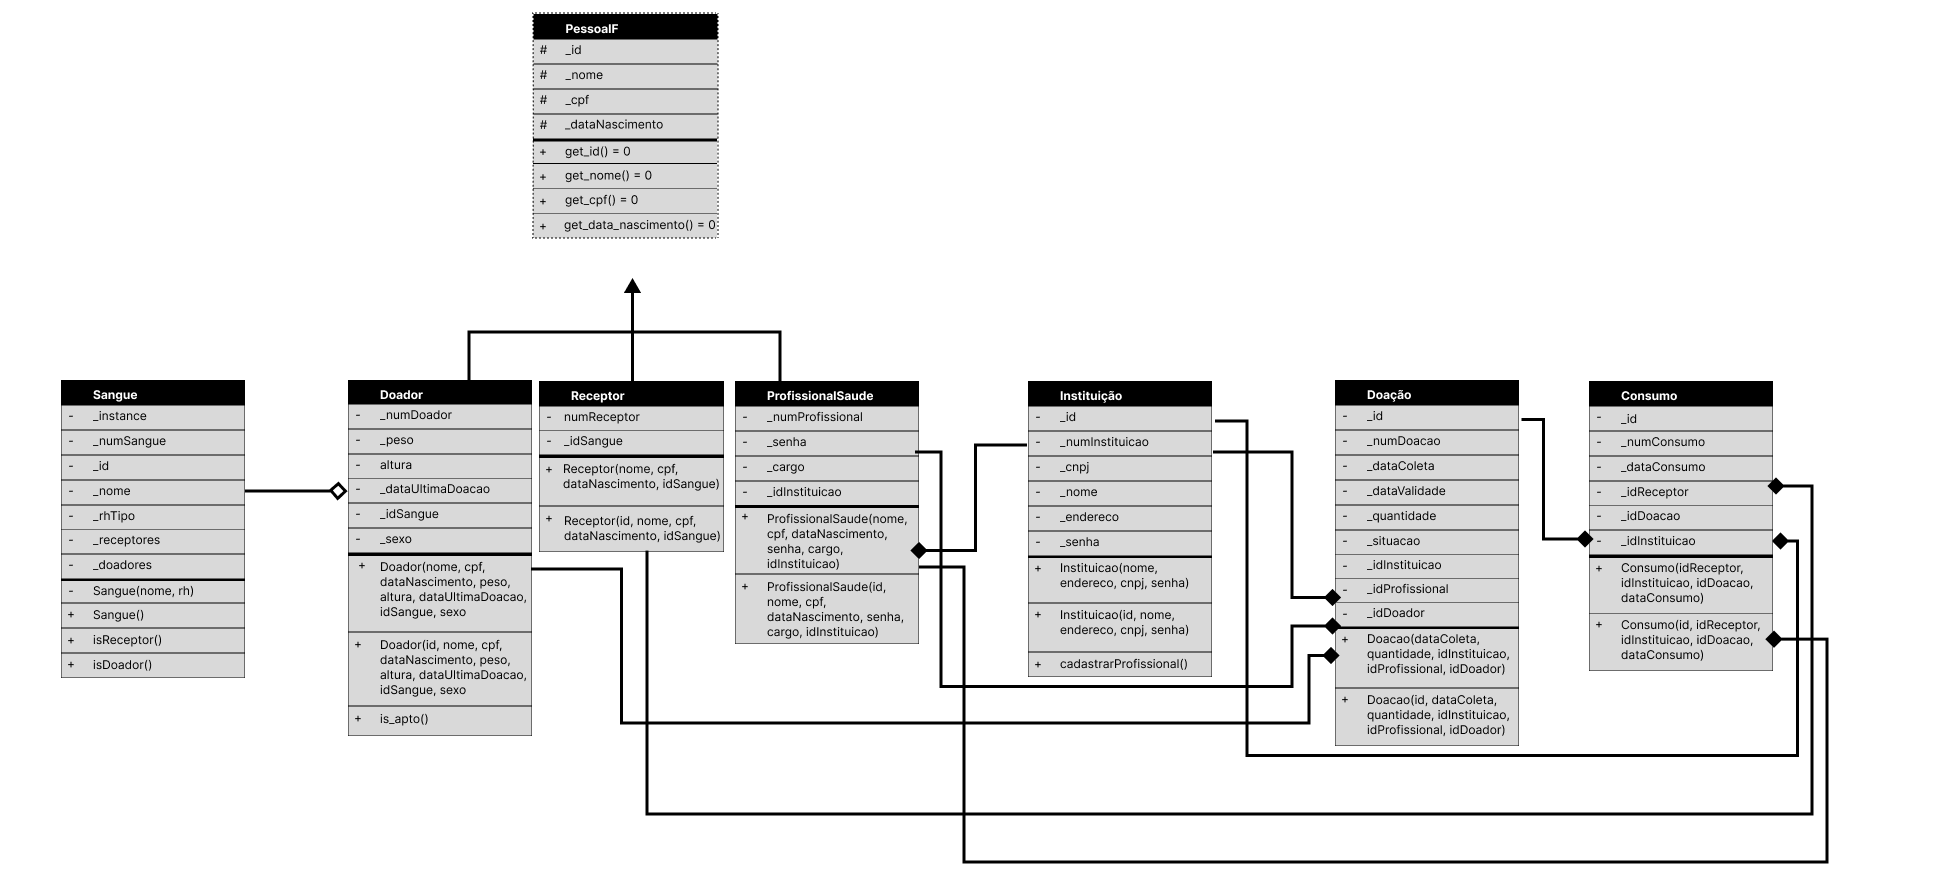 PessoalF
# _id
# _nome
# _cpf
# _dataNascimento
+ get_id() = 0
+ get_nome() = 0
+ get_cpf() = 0
+ get_data_nascimento() = 0
Sangue
- _instance
- _numSangue
- _id
- _nome
- _rhTipo
- _receptores
- _doadores
- Sangue(nome, rh)
+ Sangue()
+ isReceptor()
+ isDoador()
Doador
- _numDoador
- _peso
- altura
- _dataUltimaDoacao
- _idSangue
- _sexo
+ Doador(nome, cpf,
dataNascimento, peso,
altura, dataUltimaDoacao,
idSangue, sexo
+ Doador(id, nome, cpf,
dataNascimento, peso,
altura, dataUltimaDoacao,
idSangue, sexo
+ is_apto()
Receptor
- numReceptor
- _idSangue
+ Receptor(nome, cpf,
dataNascimento, idSangue)
+ Receptor(id, nome, cpf,
dataNascimento, idSangue)
ProfissionalSaude
- _numProfissional
- _senha
- _cargo
- _idInstituicao
+ ProfissionalSaude(nome,
cpf, dataNascimento,
senha, cargo,
idInstituicao)
+ ProfissionalSaude(id,
nome, cpf,
dataNascimento, senha,
cargo, idInstituicao)
Instituição
- _id
- _numInstituicao
- _cnpj
- _nome
- _endereco
- _senha
+ Instituicao(nome,
endereco, cnpj, senha)
+ Instituicao(id, nome,
endereco, cnpj, senha)
+ cadastrarProfissional()
Doação
- _id
- _numDoacao
- _dataColeta
- _dataValidade
- _quantidade
- _situacao
- _idInstituicao
- _idProfissional
- _idDoador
+ Doacao(dataColeta,
quantidade, idInstituicao,
idProfissional, idDoador)
+ Doacao(id, dataColeta,
quantidade, idInstituicao,
idProfissional, idDoador)
Consumo
- _id
- _numConsumo
- _dataConsumo
- _idReceptor
- _idDoacao
- _idInstituicao
+ Consumo(idReceptor,
idInstituicao, idDoacao,
dataConsumo)
+ Consumo(id, idReceptor,
idInstituicao, idDoacao,
dataConsumo)